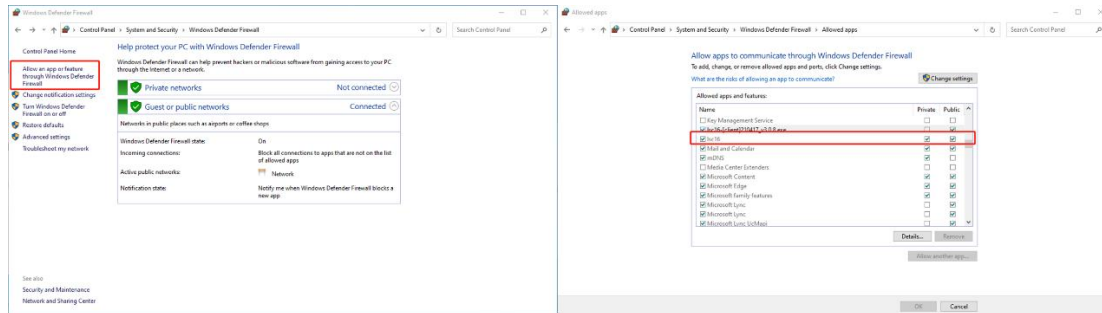 Windows Defender Firewall
Control Panel > System and Security > Windows Defender Firewall
Search Control Panel
Control Panel Home
Allow an app or feature
through Windows Defender
Firewall
Change notification settings
Turn Windows Defender
Firewall on or off
Restore defaults
Advanced settings
Troubleshoot my network
See also
Security and Maintenance
Network and Sharing Center
Help protect your PC with Windows Defender Firewall
Windows Defender Firewall can help prevent hackers or malicious software from gaining access to your PC
through the Internet or a network.
Private networks Not connected
Guest or public networks Connected
Networks in public places such as airports or coffee shops
Windows Defender Firewall state: On
Incoming connections: Block all connections to apps that are not on the list
of allowed apps
Active public networks: Network
Notification state: Notify me when Windows Defender Firewall blocks a
new app
Allowed apps
Control Panel > System and Security > Windows Defender Firewall > Allowed apps
Search Control Panel
Allow apps to communicate through Windows Defender Firewall
To add, change, or remove allowed apps and ports, click Change settings.
What are the risks of allowing an app to communicate?
Change settings
Allowed apps and features:
Name Private Public
Key Management Service
Mail and Calendar
mDNS
Media Center Extenders
Microsoft Content
Microsoft Edge
Microsoft family features
Microsoft Lync
Microsoft Lync
Microsoft Lync UcMapi
Details... Remove
Allow another app...
OK Cancel